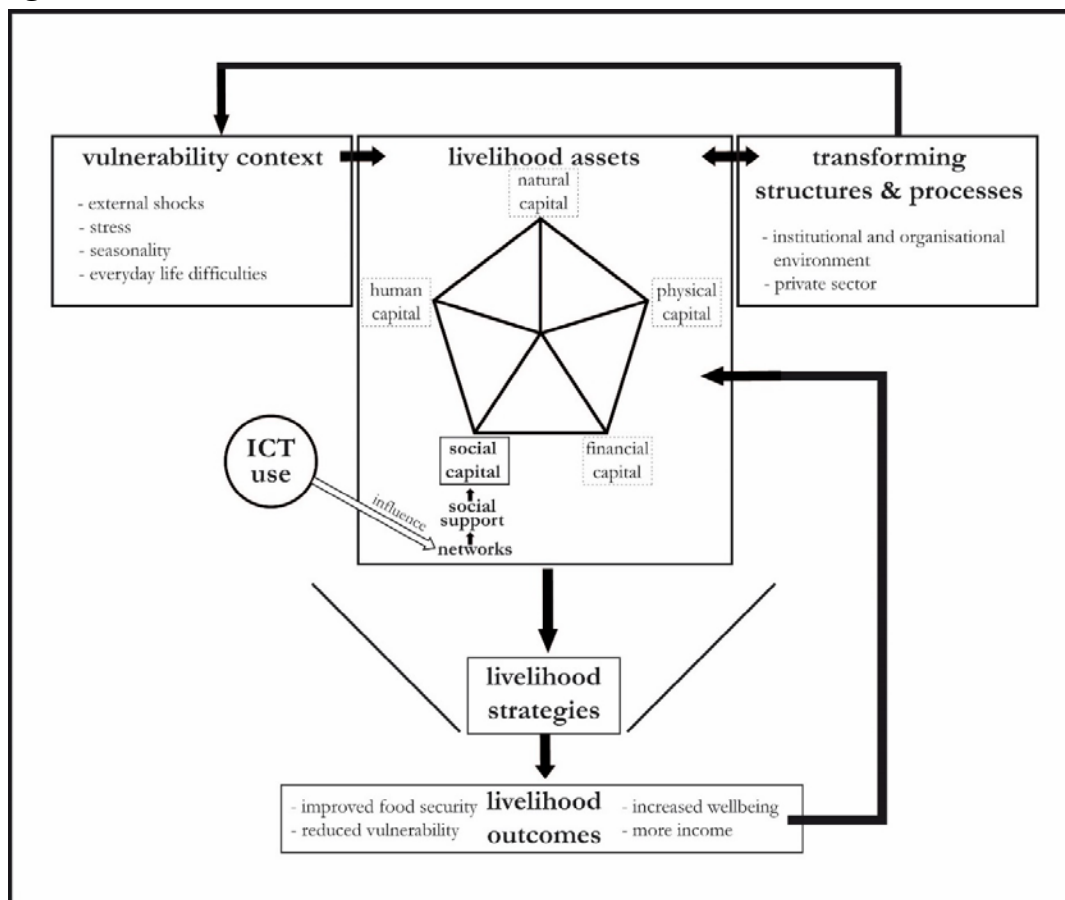 vulnerability context
- external shocks
- stress
- seasonality
- everyday life difficulties
livelihood assets
natural
capital
human
capital
physical
capital
social
capital
financial
capital
social
support
networks
ICT
use
influence
transforming
structures & processes
- institutional and organisational
environment
- private sector
livelihood
strategies
livelihood
outcomes
- improved food security
- reduced vulnerability
- increased wellbeing
- more income